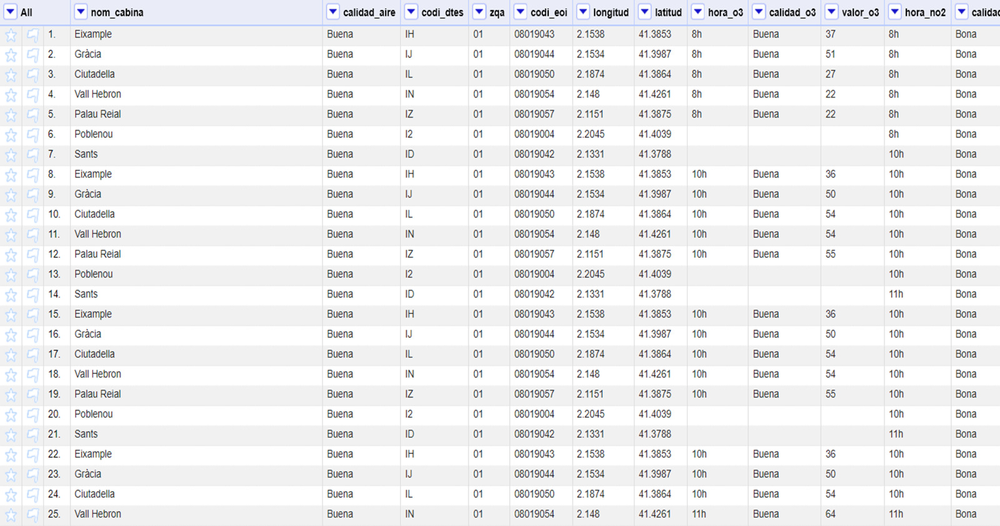 All nom_cabina calidad_aire codi_dtes zqa codi_eoi longitud latitud hora_o3 calidad_o3 valor_o3 hora_no2 calidad
1. Eixample Buena IH 01 08019043 2.1538 41.3853 8h Buena 37 8h Bona
2. Gràcia Buena IJ 01 08019044 2.1534 41.3987 8h Buena 51 8h Bona
3. Ciutadella Buena IL 01 08019050 2.1874 41.3864 8h Buena 27 8h Bona
4. Vall Hebron Buena IN 01 08019054 2.148 41.4261 8h Buena 22 8h Bona
5. Palau Reial Buena IZ 01 08019057 2.1151 41.3875 8h Buena 22 8h Bona
6. Poblenou Buena I2 01 08019004 2.2045 41.4039 8h Bona
7. Sants Buena ID 01 08019042 2.1331 41.3788 10h Bona
8. Eixample Buena IH 01 08019043 2.1538 41.3853 10h Buena 36 10h Bona
9. Gràcia Buena IJ 01 08019044 2.1534 41.3987 10h Buena 50 10h Bona
10. Ciutadella Buena IL 01 08019050 2.1874 41.3864 10h Buena 54 10h Bona
11. Vall Hebron Buena IN 01 08019054 2.148 41.4261 10h Buena 54 10h Bona
12. Palau Reial Buena IZ 01 08019057 2.1151 41.3875 10h Buena 55 10h Bona
13. Poblenou Buena I2 01 08019004 2.2045 41.4039 10h Bona
14. Sants Buena ID 01 08019042 2.1331 41.3788 11h Bona
15. Eixample Buena IH 01 08019043 2.1538 41.3853 10h Buena 36 10h Bona
16. Gràcia Buena IJ 01 08019044 2.1534 41.3987 10h Buena 50 10h Bona
17. Ciutadella Buena IL 01 08019050 2.1874 41.3864 10h Buena 54 10h Bona
18. Vall Hebron Buena IN 01 08019054 2.148 41.4261 10h Buena 54 10h Bona
19. Palau Reial Buena IZ 01 08019057 2.1151 41.3875 10h Buena 55 10h Bona
20. Poblenou Buena I2 01 08019004 2.2045 41.4039 10h Bona
21. Sants Buena ID 01 08019042 2.1331 41.3788 11h Bona
22. Eixample Buena IH 01 08019043 2.1538 41.3853 10h Buena 36 10h Bona
23. Gràcia Buena IJ 01 08019044 2.1534 41.3987 10h Buena 50 10h Bona
24. Ciutadella Buena IL 01 08019050 2.1874 41.3864 10h Buena 54 10h Bona
25. Vall Hebron Buena IN 01 08019054 2.148 41.4261 11h Buena 64 11h Bona